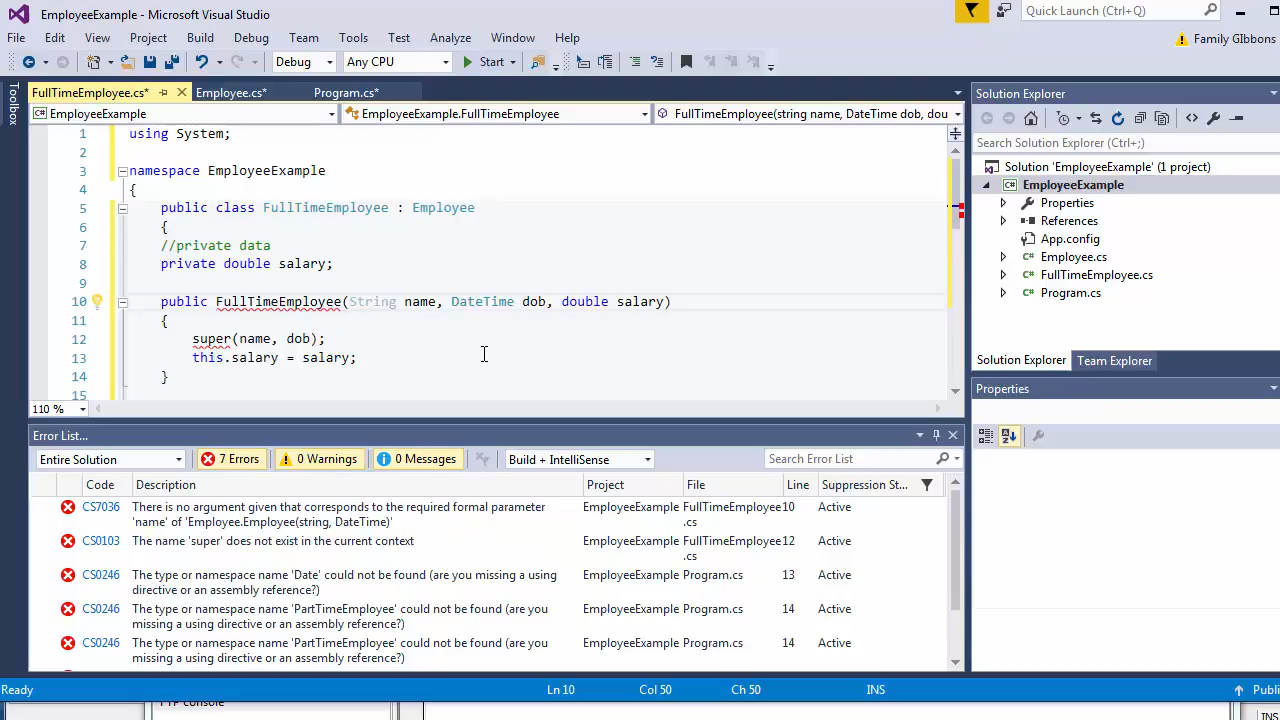 EmployeeExample - Microsoft Visual Studio
Quick Launch (Ctrl+Q)
File Edit View Project Build Debug Team Tools Test Analyze Window Help
Family Gibbons
Debug Any CPU Start
Toolbox
FullTimeEmployee.cs* Employee.cs* Program.cs*
EmployeeExample EmployeeExample.FullTimeEmployee FullTimeEmployee(string name, DateTime dob, dou
1 using System;
2
3 namespace EmployeeExample
4 {
5 public class FullTimeEmployee : Employee
6 {
7 //private data
8 private double salary;
9
10 public FullTimeEmployee(String name, DateTime dob, double salary)
11 {
12 super(name, dob);
13 this.salary = salary;
14 }
15
110 %
Solution Explorer
Search Solution Explorer (Ctrl+;)
Solution 'EmployeeExample' (1 project)
EmployeeExample
Properties
References
App.config
C# Employee.cs
C# FullTimeEmployee.cs
C# Program.cs
Solution Explorer Team Explorer
Properties
Error List...
Entire Solution 7 Errors 0 Warnings 0 Messages Build + IntelliSense Search Error List
Code Description Project File Line Suppression St...
CS7036 There is no argument given that corresponds to the required formal parameter EmployeeExample FullTimeEmployee 10 Active
'name' of 'Employee.Employee(string, DateTime)' .cs
CS0103 The name 'super' does not exist in the current context EmployeeExample FullTimeEmployee 12 Active
.cs
CS0246 The type or namespace name 'Date' could not be found (are you missing a using EmployeeExample Program.cs 13 Active
directive or an assembly reference?)
CS0246 The type or namespace name 'PartTimeEmployee' could not be found (are you EmployeeExample Program.cs 14 Active
missing a using directive or an assembly reference?)
CS0246 The type or namespace name 'PartTimeEmployee' could not be found (are you EmployeeExample Program.cs 14 Active
missing a using directive or an assembly reference?)
Ready Ln 10 Col 50 Ch 50 INS Publi